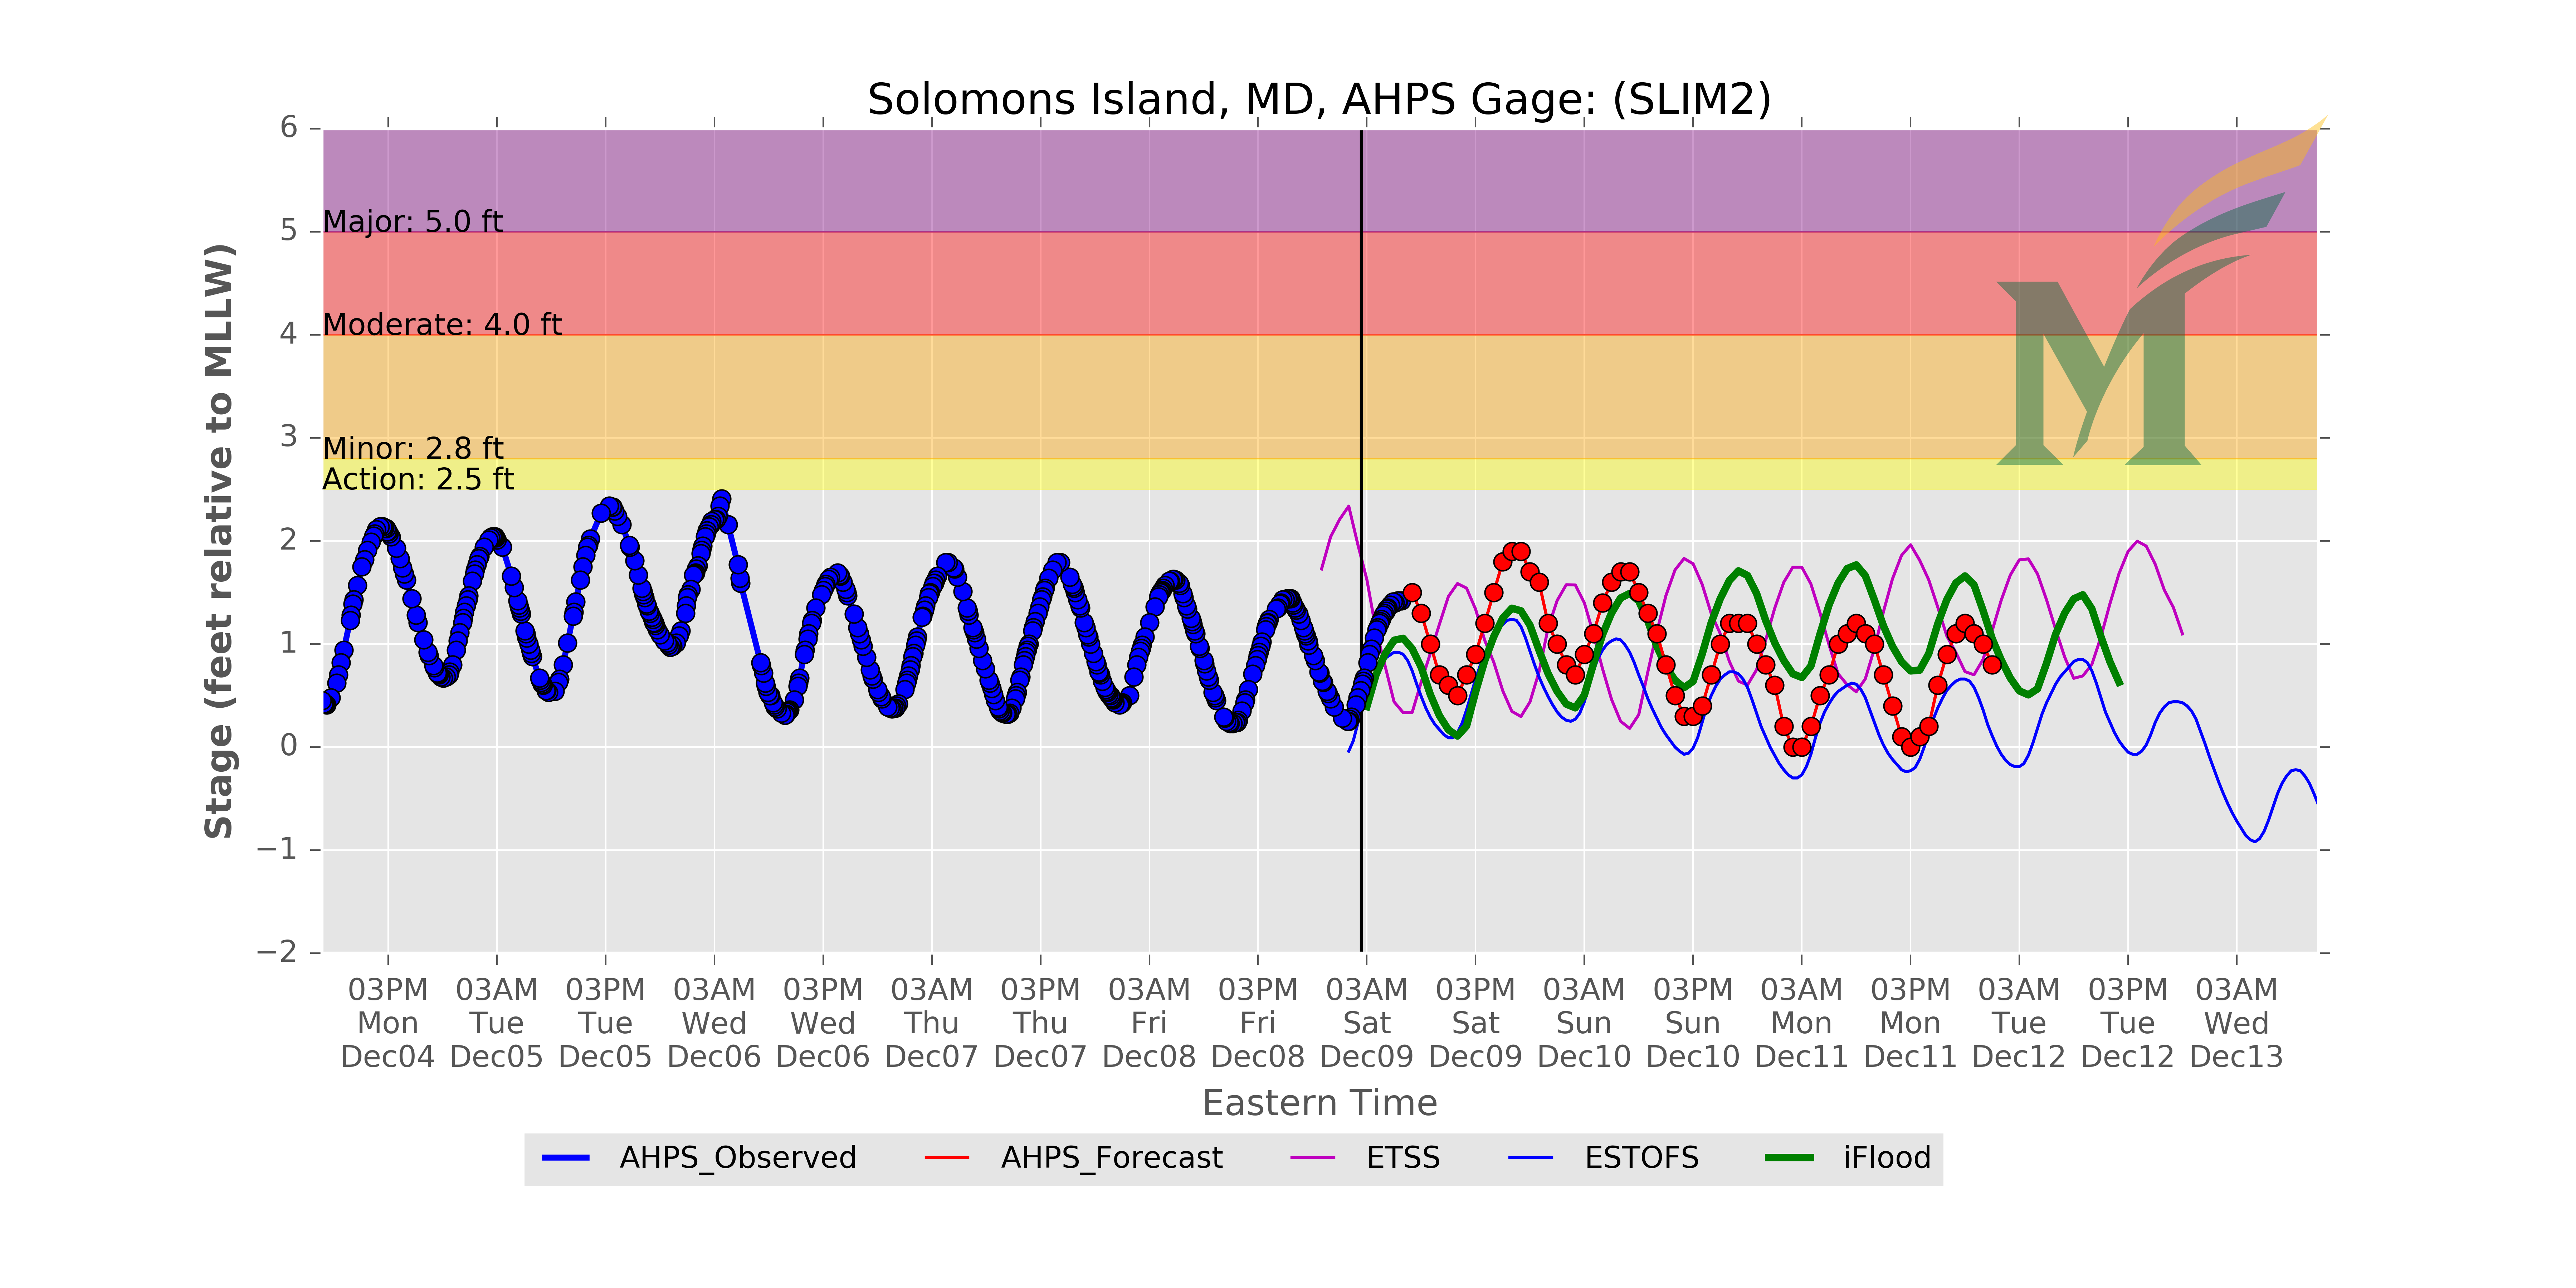 Solomons Island, MD, AHPS Gage: (SLIM2)
Stage (feet relative to MLLW)
6
5
4
3
2
1
0
−1
−2
Major: 5.0 ft
Moderate: 4.0 ft
Minor: 2.8 ft
Action: 2.5 ft
M
03PM 03AM 03PM 03AM 03PM 03AM 03PM 03AM 03PM 03AM 03PM 03AM 03PM 03AM 03PM 03AM 03PM 03AM
Mon Tue Tue Wed Wed Thu Thu Fri Fri Sat Sat Sun Sun Mon Mon Tue Tue Wed
Dec04 Dec05 Dec05 Dec06 Dec06 Dec07 Dec07 Dec08 Dec08 Dec09 Dec09 Dec10 Dec10 Dec11 Dec11 Dec12 Dec12 Dec13
Eastern Time
AHPS_Observed AHPS_Forecast ETSS ESTOFS iFlood